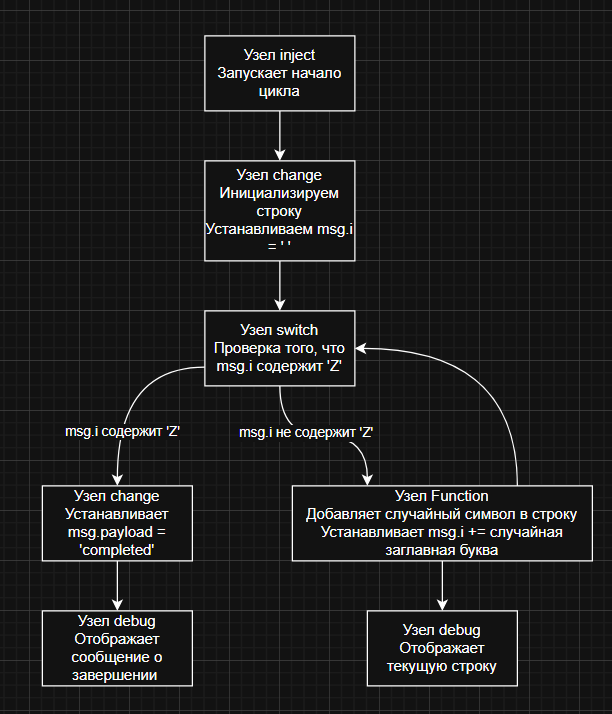 Узел inject
Запускает начало
цикла
Узел change
Инициализируем
строку
Устанавливаем msg.i
= ' '
Узел switch
Проверка того, что
msg.i содержит 'Z'
msg.i содержит 'Z'
msg.i не содержит 'Z'
Узел change
Устанавливает
msg.payload =
'completed'
Узел Function
Добавляет случайный символ в строку
Устанавливает msg.i += случайная
заглавная буква
Узел debug
Отображает
сообщение о
завершении
Узел debug
Отображает
текущую строку